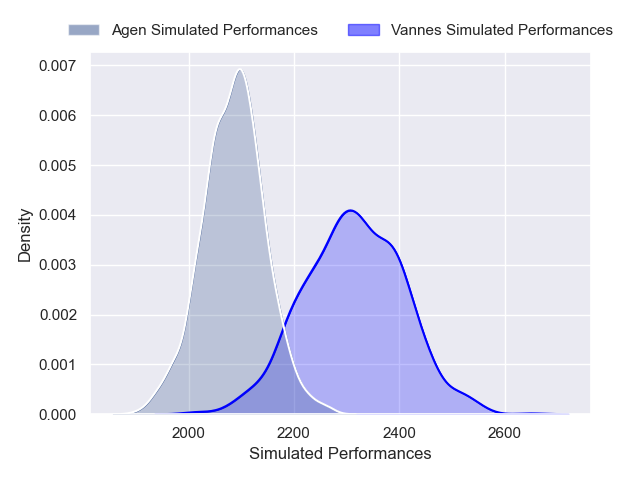 Agen Simulated Performances Vannes Simulated Performances
0.007
0.006
0.005
0.004
0.003
0.002
0.001
0.000
Density
2000 2200 2400 2600
Simulated Performances